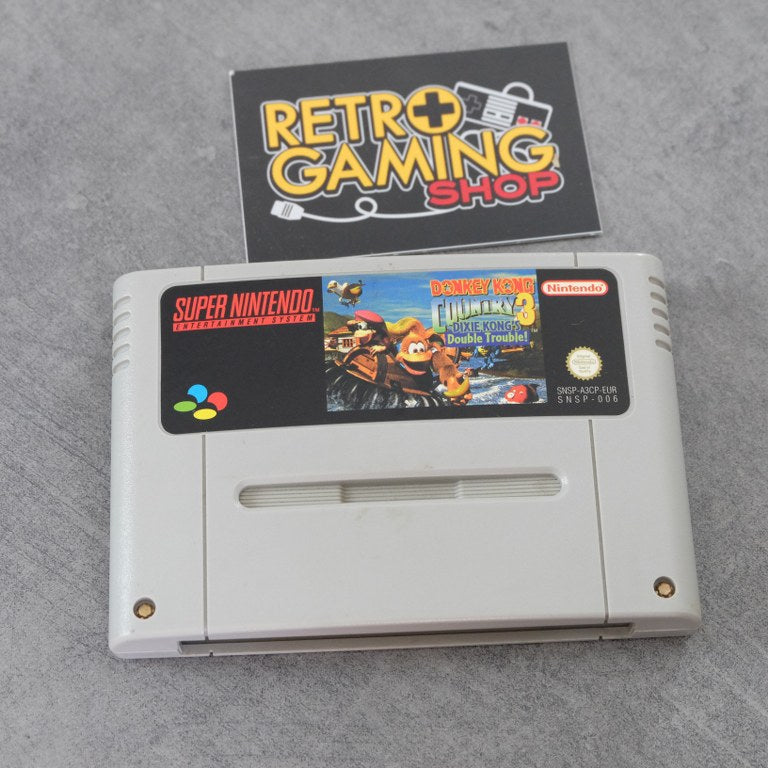 RETRO
GAMING
SHOP
SUPER NINTENDO™
ENTERTAINMENT SYSTEM
DONKEY KONG
COUNTRY 3
DIXIE KONG'S
Double Trouble!
Nintendo®
SNSP-A3CP-EUR
SNSP-006